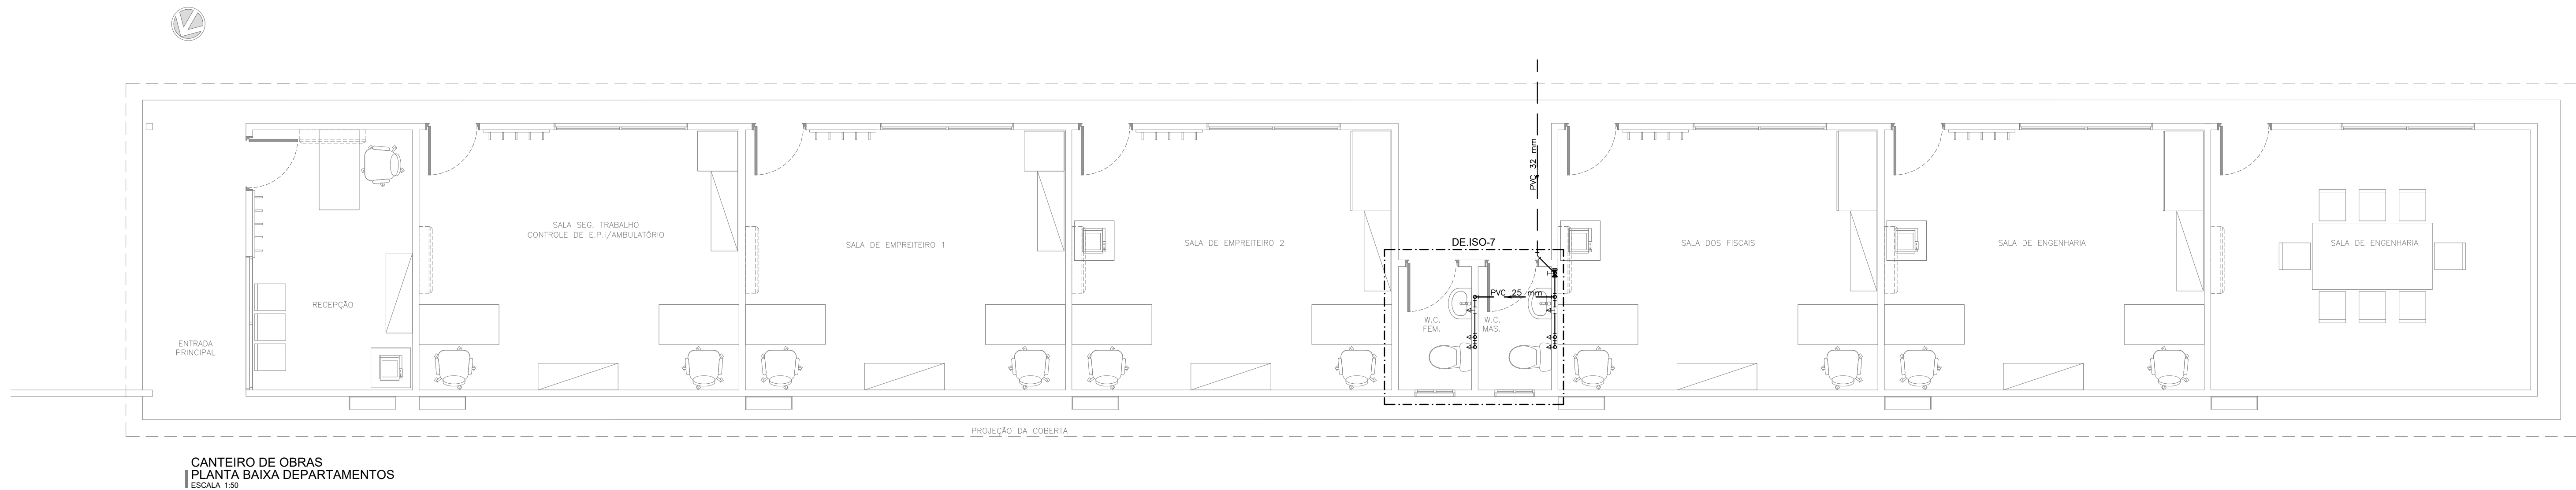 PVC 32 mm
SALA SEG. TRABALHO
CONTROLE DE E.P.I/AMBULATÓRIO
SALA DE EMPREITEIRO 1
SALA DE EMPREITEIRO 2
DE.ISO-7
SALA DOS FISCAIS
SALA DE ENGENHARIA
SALA DE ENGENHARIA
RECEPÇÃO
PVC 25 mm
W.C.
FEM.
W.C.
MAS.
ENTRADA
PRINCIPAL
PROJEÇÃO DA COBERTA
CANTEIRO DE OBRAS
PLANTA BAIXA DEPARTAMENTOS
ESCALA 1:50